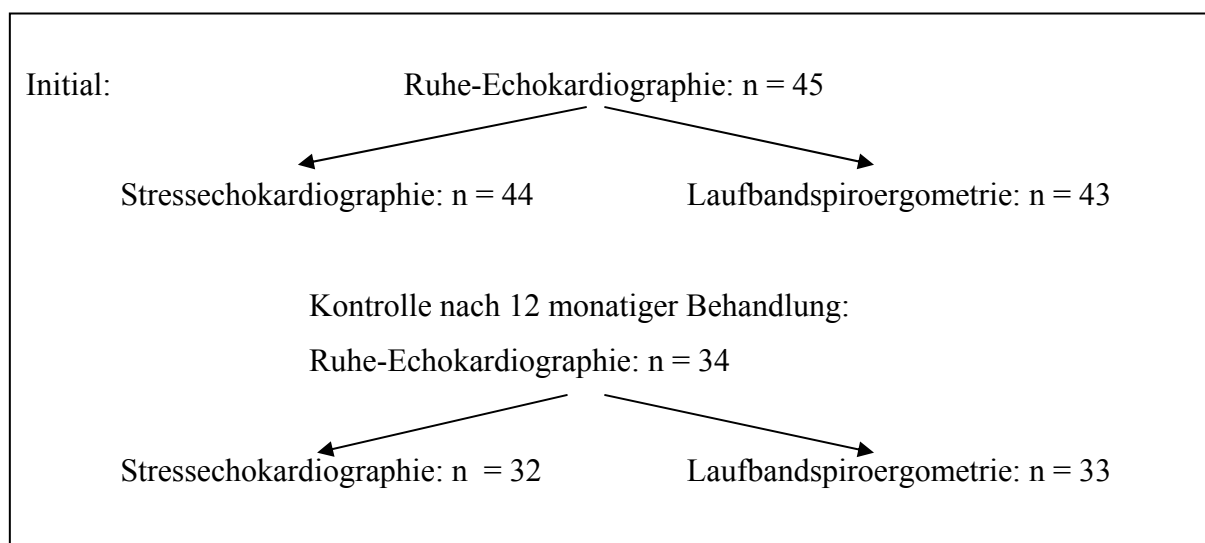 Initial: Ruhe-Echokardiographie: n = 45
Stressechokardiographie: n = 44 Laufbandspiroergometrie: n = 43
Kontrolle nach 12 monatiger Behandlung:
Ruhe-Echokardiographie: n = 34
Stressechokardiographie: n = 32 Laufbandspiroergometrie: n = 33